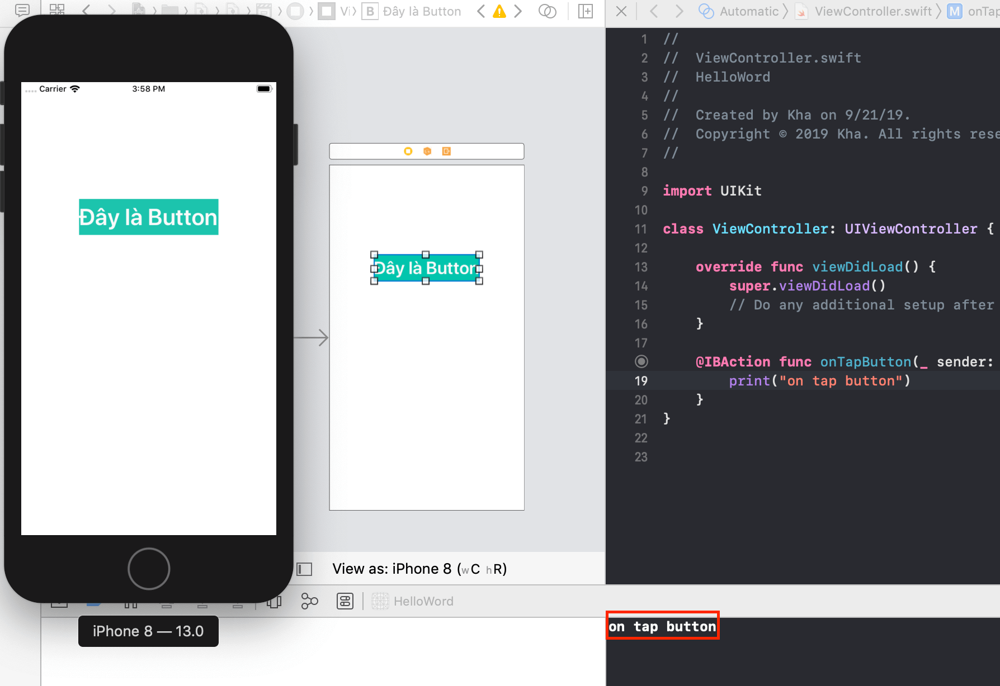 Vi
B
Đây là Button
Automatic
ViewController.swift
M
onTap
Carrier
3:58 PM
Đây là Button
Đây là Button
View as: iPhone 8 (wC hR)
HelloWord
iPhone 8 — 13.0
1 //
2 // ViewController.swift
3 // HelloWord
4 //
5 // Created by Kha on 9/21/19.
6 // Copyright © 2019 Kha. All rights rese
7 //
8
9 import UIKit
10
11 class ViewController: UIViewController {
12
13 override func viewDidLoad() {
14 super.viewDidLoad()
15 // Do any additional setup after
16 }
17
@IBAction func onTapButton(_ sender:
19 print("on tap button")
20 }
21 }
22
23
on tap button